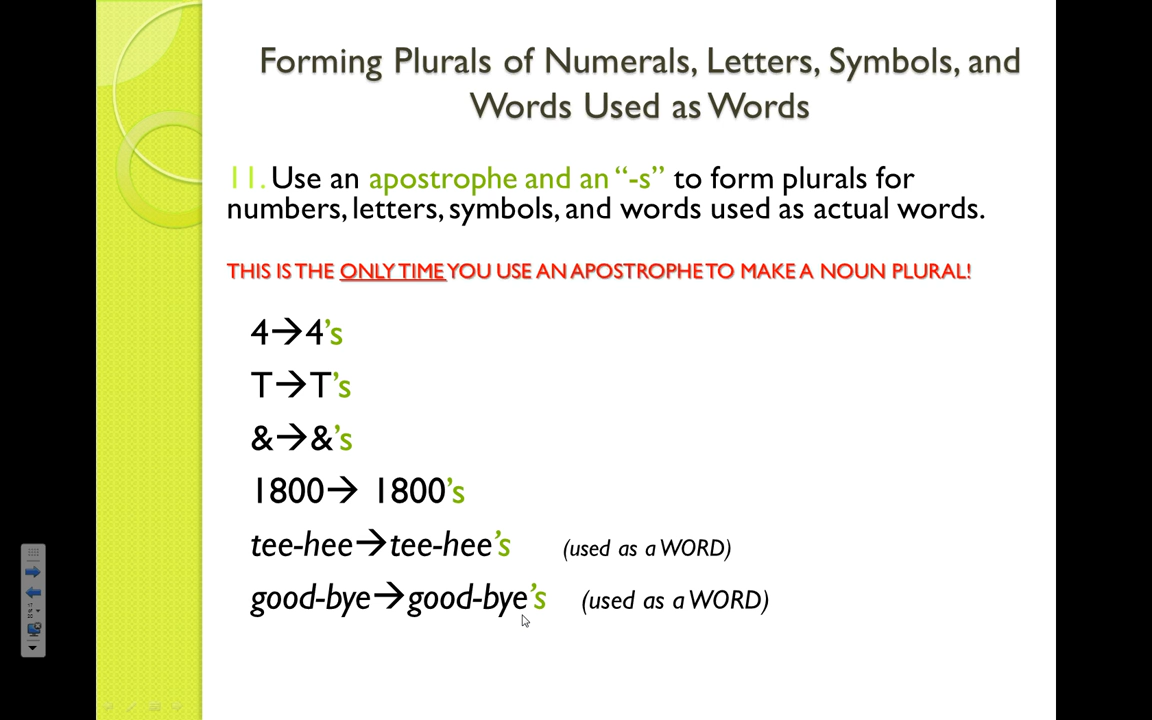 Forming Plurals of Numerals, Letters, Symbols, and
Words Used as Words
11. Use an apostrophe and an “-s” to form plurals for
numbers, letters, symbols, and words used as actual words.
THIS IS THE ONLY TIME YOU USE AN APOSTROPHE TO MAKE A NOUN PLURAL!
4→4’s
T→T’s
&→&’s
1800→ 1800’s
tee-hee→tee-hee’s (used as a WORD)
good-bye→good-bye’s (used as a WORD)